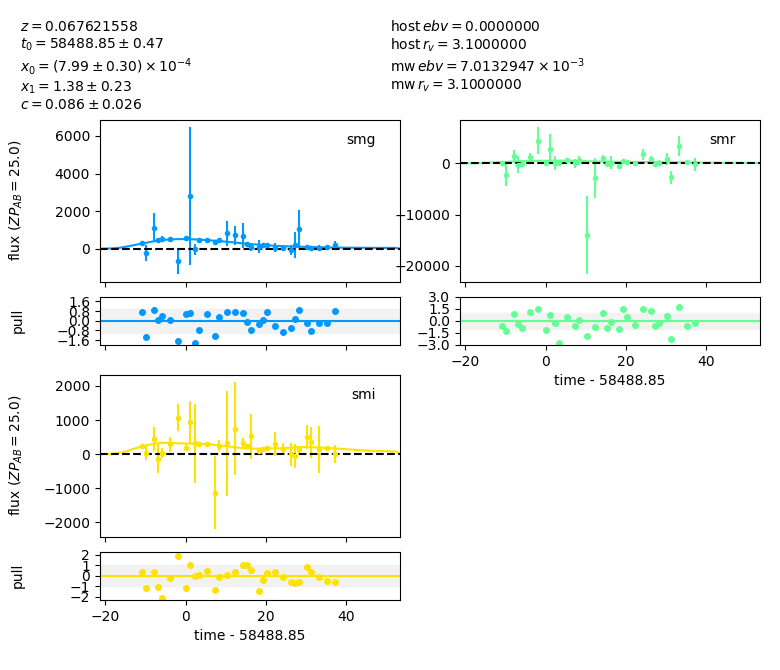 z = 0.067621558
t₀ = 58488.85 ± 0.47
x₀ = (7.99 ± 0.30) × 10⁻⁴
x₁ = 1.38 ± 0.23
c = 0.086 ± 0.026
host ebv = 0.0000000
host r_v = 3.1000000
mw ebv = 7.0132947 × 10⁻³
mw r_v = 3.1000000
flux (ZP_AB = 25.0)
6000
4000
2000
0
smg
0
−10000
−20000
smr
pull
1.6
0.8
0.0
−0.8
−1.6
3.0
1.5
0.0
−1.5
−3.0
−20
0
20
40
time - 58488.85
flux (ZP_AB = 25.0)
2000
1000
0
−1000
−2000
smi
pull
2
1
0
−1
−2
−20
0
20
40
time - 58488.85